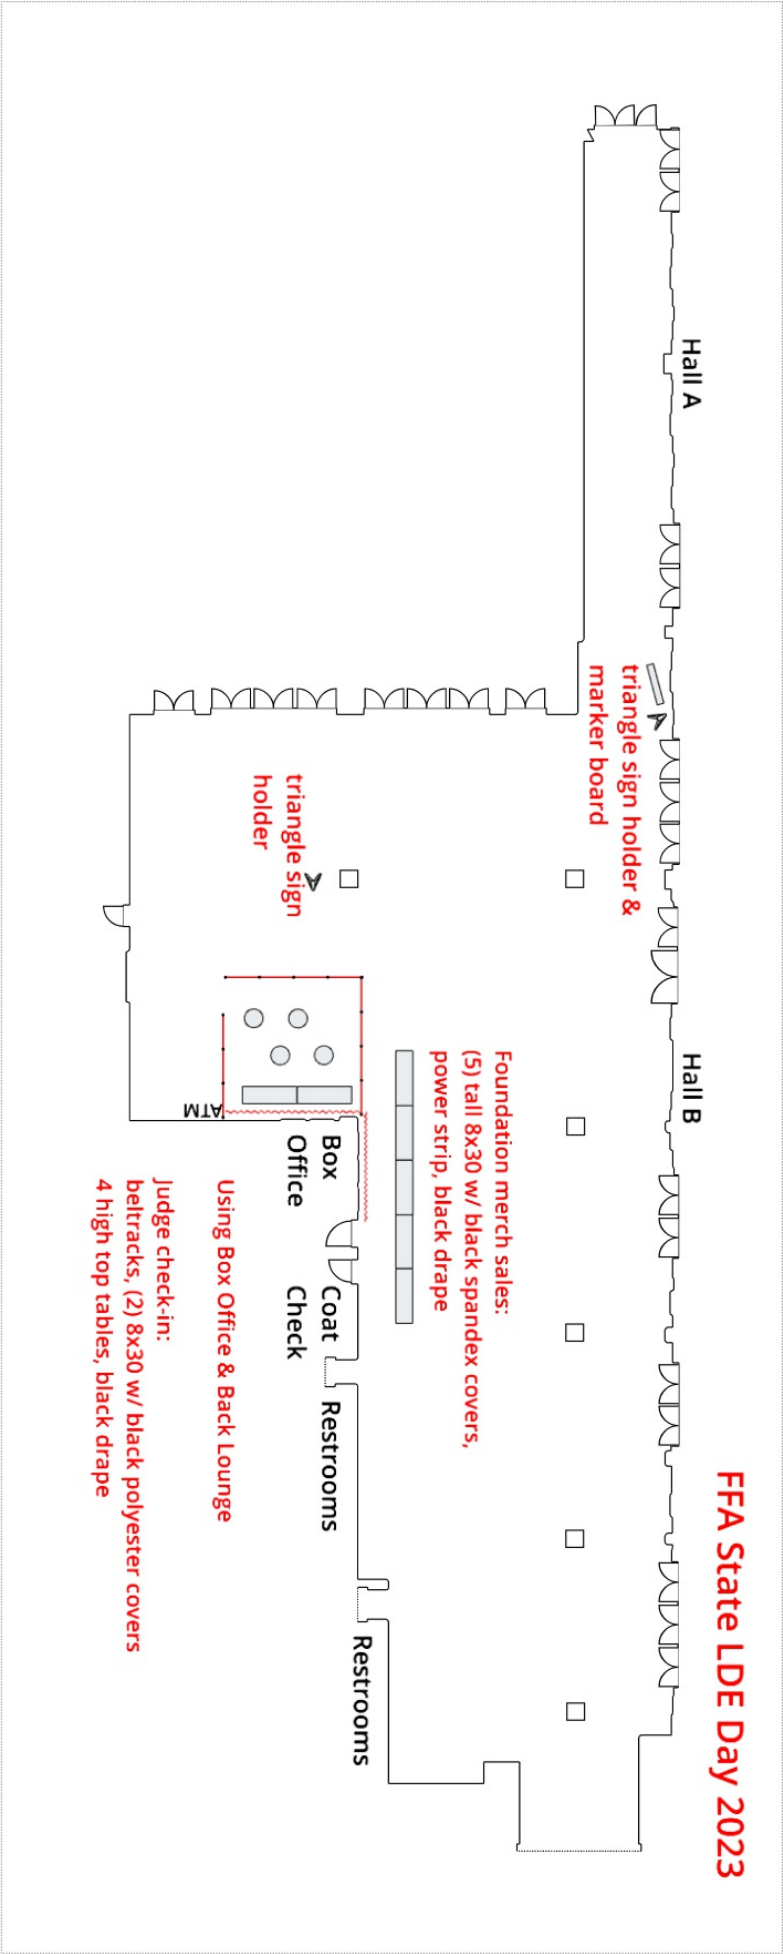 FFA State LDE Day 2023
Hall A
Hall B
triangle sign holder &
marker board
triangle sign
holder
Foundation merch sales:
(5) tall 8x30 w/ black spandex covers,
power strip, black drape
ATM
Box
Office
Coat
Check
Restrooms
Restrooms
Using Box Office & Back Lounge
Judge check-in:
beltracks, (2) 8x30 w/ black polyester covers
4 high top tables, black drape